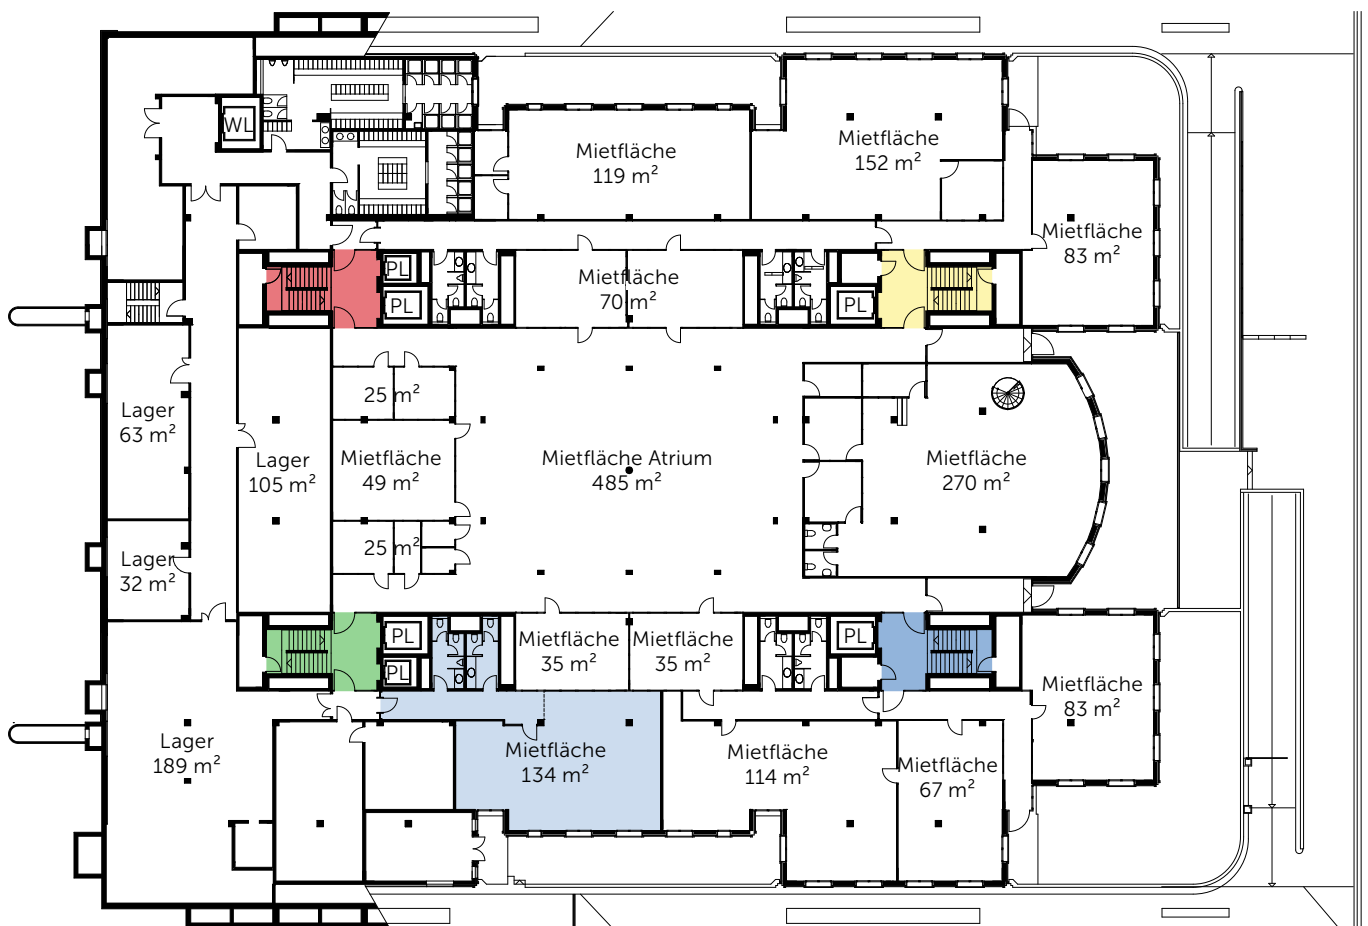 WL
Mietfläche
119 m²
Mietfläche
152 m²
Mietfläche
83 m²
PL
PL
Mietfläche
70 m²
PL
25 m²
Lager
63 m²
Lager
105 m²
Mietfläche
49 m²
Mietfläche Atrium
485 m²
Mietfläche
270 m²
25 m²
Lager
32 m²
PL
PL
Mietfläche
35 m²
Mietfläche
35 m²
PL
Mietfläche
83 m²
Lager
189 m²
Mietfläche
134 m²
Mietfläche
114 m²
Mietfläche
67 m²